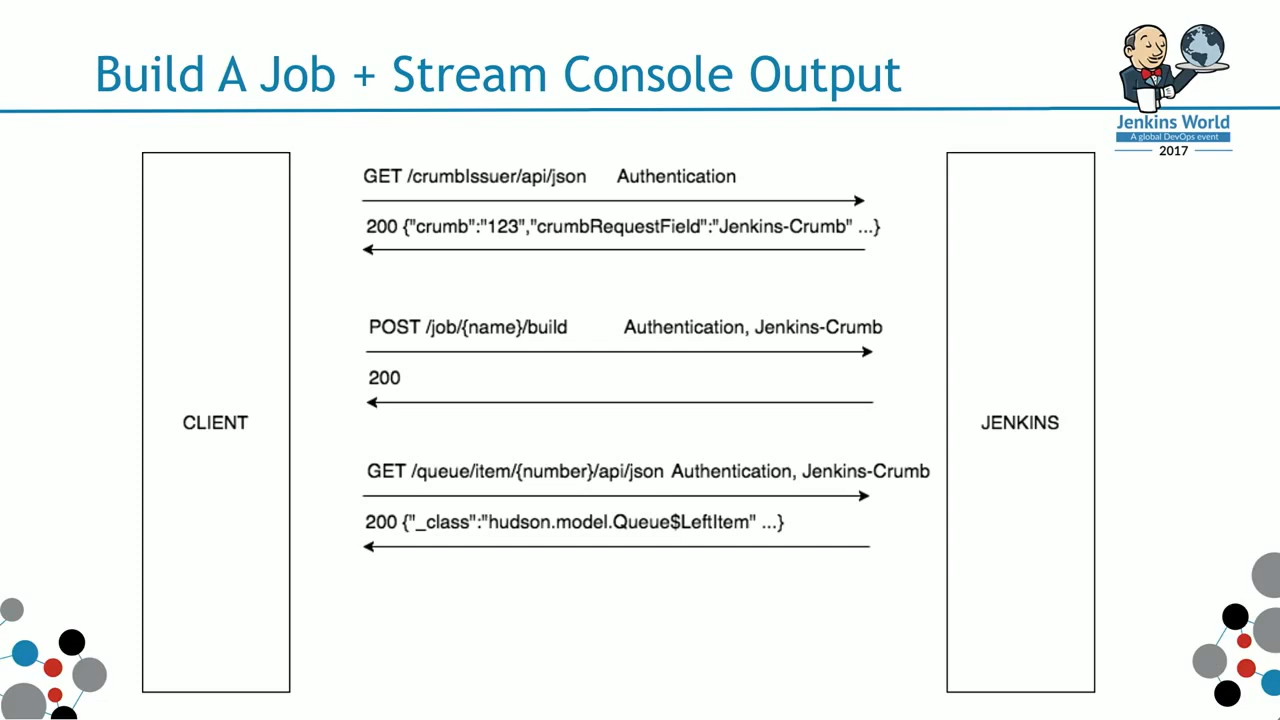 Build A Job + Stream Console Output
Jenkins World
A global DevOps event
2017
GET /crumbIssuer/api/json Authentication
200 {"crumb":"123","crumbRequestField":"Jenkins-Crumb" ...}
POST /job/{name}/build Authentication, Jenkins-Crumb
200
CLIENT
JENKINS
GET /queue/item/{number}/api/json Authentication, Jenkins-Crumb
200 {"_class":"hudson.model.Queue$LeftItem" ...}